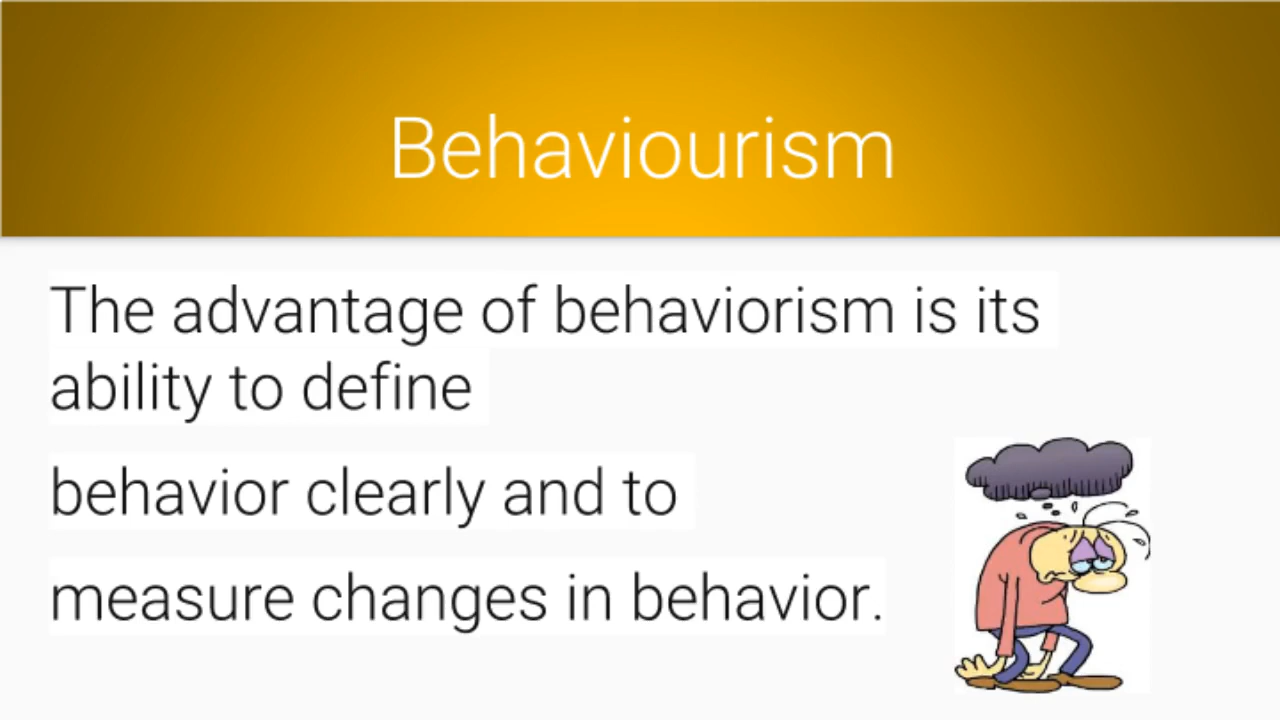 Behaviourism
The advantage of behaviorism is its
ability to define
behavior clearly and to
measure changes in behavior.